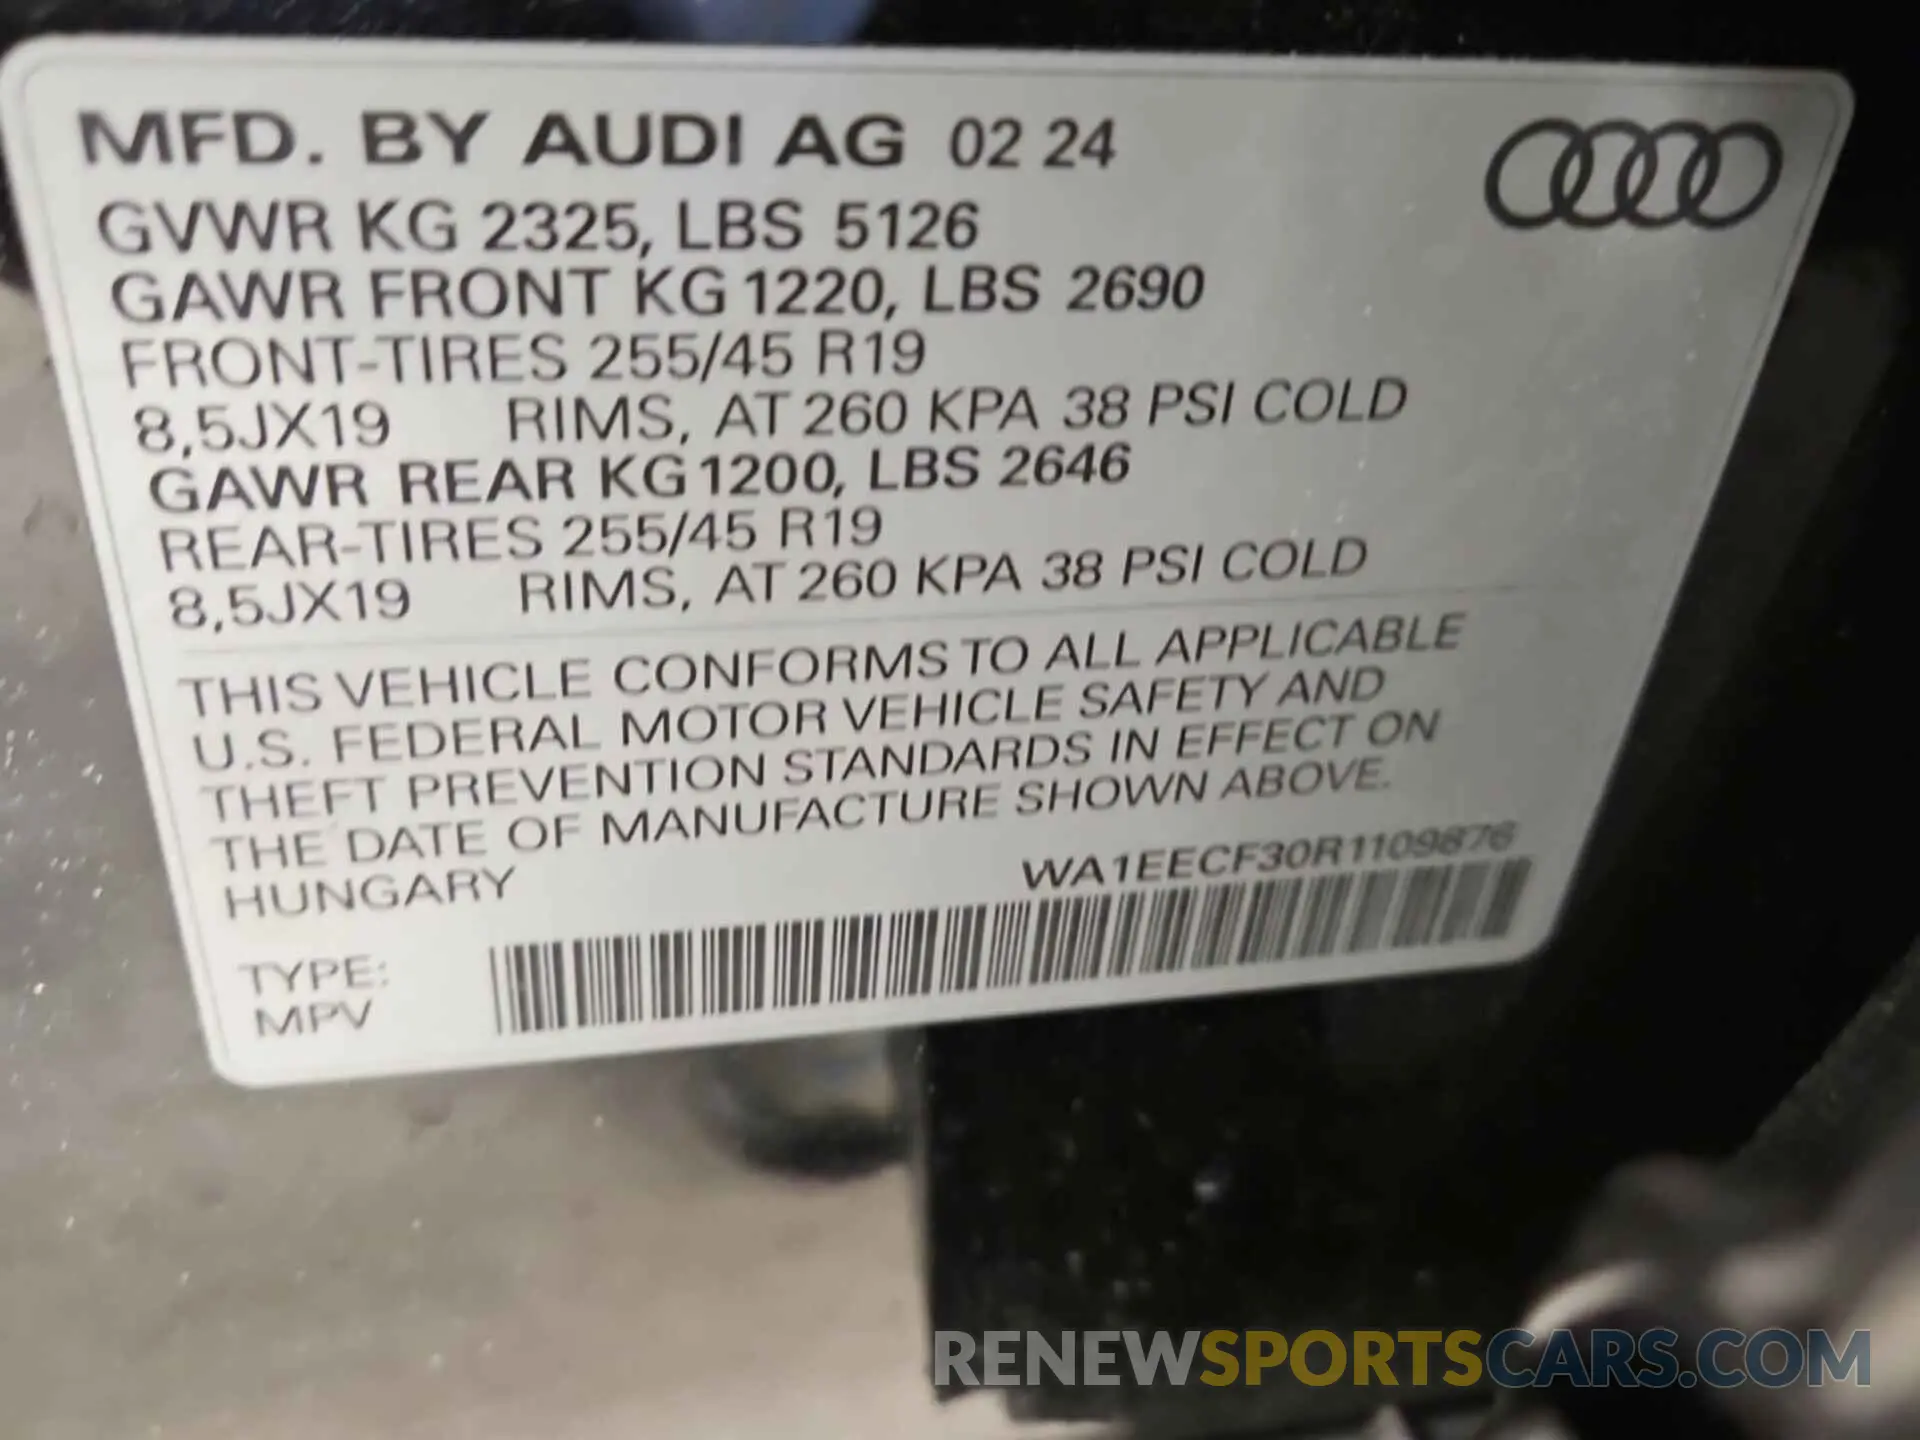 MFD. BY AUDI AG 02 24
GVWR KG 2325, LBS 5126
GAWR FRONT KG 1220, LBS 2690
FRONT-TIRES 255/45 R19
8,5JX19 RIMS, AT 260 KPA 38 PSI COLD
GAWR REAR KG 1200, LBS 2646
REAR-TIRES 255/45 R19
8,5JX19 RIMS, AT 260 KPA 38 PSI COLD
THIS VEHICLE CONFORMS TO ALL APPLICABLE
U.S. FEDERAL MOTOR VEHICLE SAFETY AND
THEFT PREVENTION STANDARDS IN EFFECT ON
THE DATE OF MANUFACTURE SHOWN ABOVE.
HUNGARY WA1EECF30R1109876
TYPE:
MPV
RENEWSPORTSCARS.COM